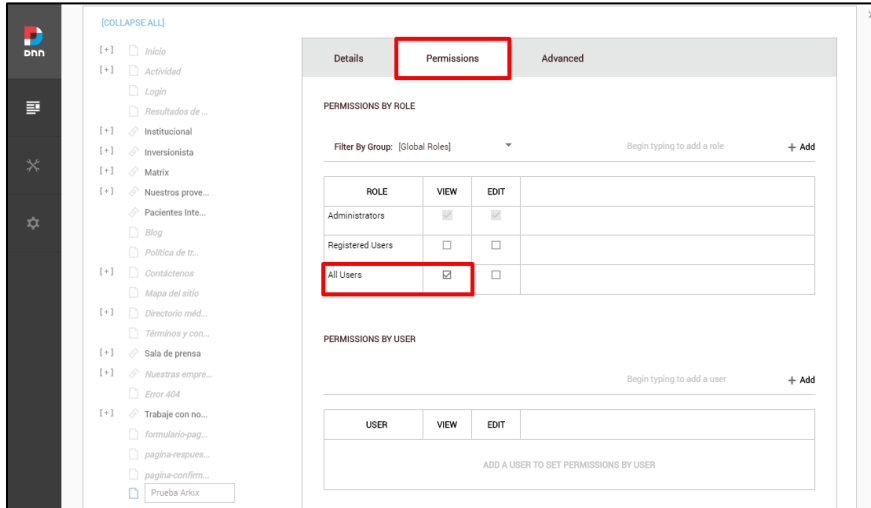 dnn
[COLLAPSE ALL]
[+] Inicio
[+] Actividad
Login
Resultados de ...
[+] Institucional
[+] Inversionista
[+] Matrix
[+] Nuestros prove...
Pacientes Inte...
Blog
Política de tr...
[+] Contáctenos
Mapa del sitio
[+] Directorio méd...
Términos y con...
[+] Sala de prensa
[+] Nuestras empre...
Error 404
[+] Trabaje con no...
formulario-pag...
pagina-respues...
pagina-confirm...
Prueba Arkix
Details Permissions Advanced
PERMISSIONS BY ROLE
Filter By Group: [Global Roles] Begin typing to add a role + Add
ROLE VIEW EDIT
Administrators
Registered Users
All Users
PERMISSIONS BY USER
Begin typing to add a user + Add
USER VIEW EDIT
ADD A USER TO SET PERMISSIONS BY USER